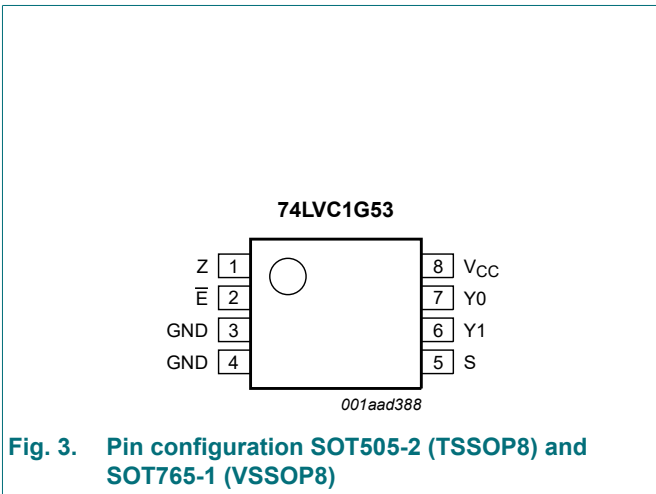 74LVC1G53
Z 1 8 VCC
E̅ 2 7 Y0
GND 3 6 Y1
GND 4 5 S
001aad388
Fig. 3. Pin configuration SOT505-2 (TSSOP8) and
SOT765-1 (VSSOP8)